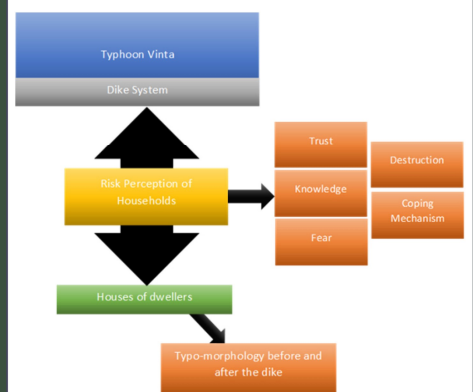 Typhoon Vinta
Dike System
Risk Perception of
Households
Trust
Knowledge
Fear
Destruction
Coping
Mechanism
Houses of dwellers
Typo-morphology before and
after the dike